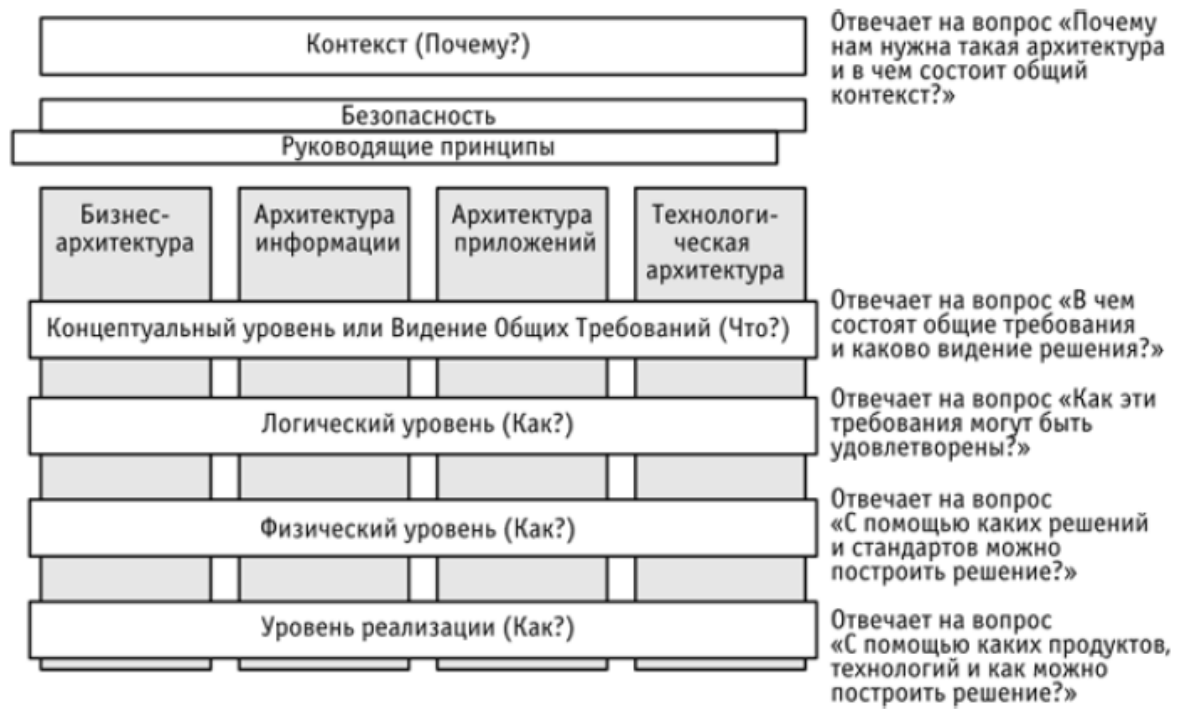 Контекст (Почему?)
Отвечает на вопрос «Почему
нам нужна такая архитектура
и в чем состоит общий
контекст?»
Безопасность
Руководящие принципы
Бизнес-
архитектура
Архитектура
информации
Архитектура
приложений
Технологи-
ческая
архитектура
Концептуальный уровень или Видение Общих Требований (Что?)
Отвечает на вопрос «В чем
состоят общие требования
и каково видение решения?»
Логический уровень (Как?)
Отвечает на вопрос «Как эти
требования могут быть
удовлетворены?»
Физический уровень (Как?)
Отвечает на вопрос
«С помощью каких решений
и стандартов можно
построить решение?»
Уровень реализации (Как?)
Отвечает на вопрос
«С помощью каких продуктов,
технологий и как можно
построить решение?»